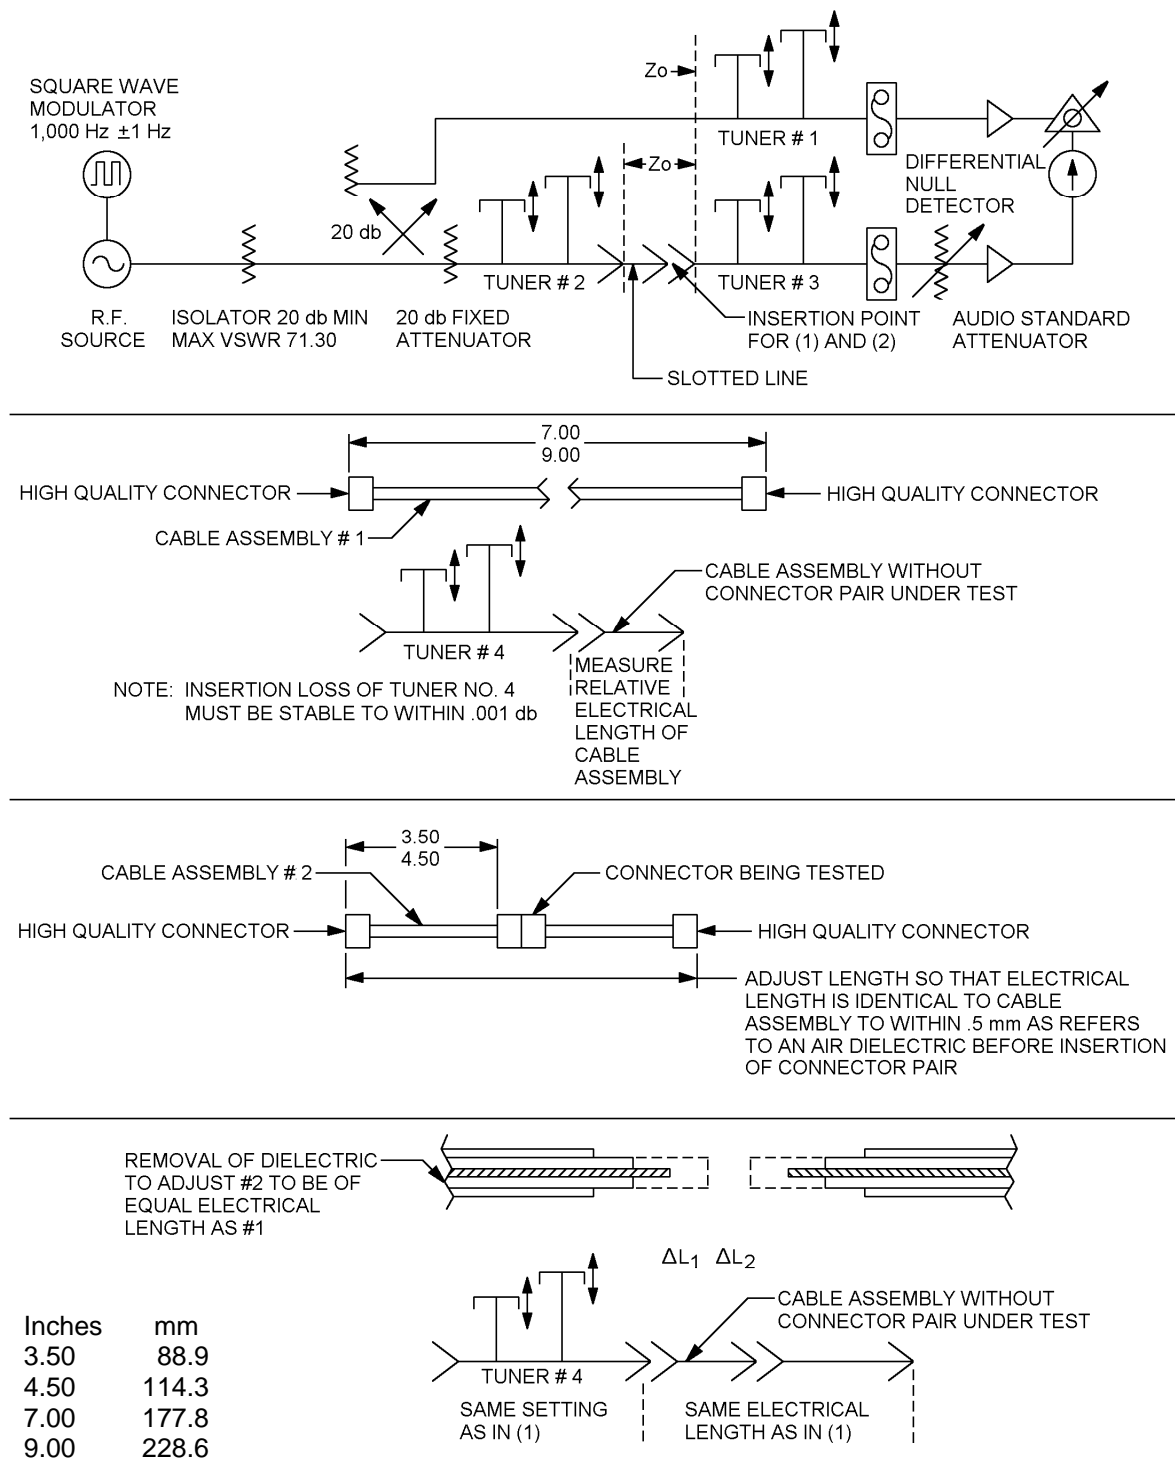 SQUARE WAVE
MODULATOR
1,000 Hz ±1 Hz
Zo
TUNER # 1
Zo
DIFFERENTIAL
NULL
DETECTOR
20 db
TUNER # 2
TUNER # 3
R.F.
SOURCE
ISOLATOR 20 db MIN
MAX VSWR 71.30
20 db FIXED
ATTENUATOR
INSERTION POINT
FOR (1) AND (2)
AUDIO STANDARD
ATTENUATOR
SLOTTED LINE
7.00
9.00
HIGH QUALITY CONNECTOR
HIGH QUALITY CONNECTOR
CABLE ASSEMBLY # 1
CABLE ASSEMBLY WITHOUT
CONNECTOR PAIR UNDER TEST
TUNER # 4
MEASURE
RELATIVE
ELECTRICAL
LENGTH OF
CABLE
ASSEMBLY
NOTE: INSERTION LOSS OF TUNER NO. 4
MUST BE STABLE TO WITHIN .001 db
3.50
4.50
CABLE ASSEMBLY # 2
CONNECTOR BEING TESTED
HIGH QUALITY CONNECTOR
HIGH QUALITY CONNECTOR
ADJUST LENGTH SO THAT ELECTRICAL
LENGTH IS IDENTICAL TO CABLE
ASSEMBLY TO WITHIN .5 mm AS REFERS
TO AN AIR DIELECTRIC BEFORE INSERTION
OF CONNECTOR PAIR
REMOVAL OF DIELECTRIC
TO ADJUST #2 TO BE OF
EQUAL ELECTRICAL
LENGTH AS #1
ΔL1 ΔL2
CABLE ASSEMBLY WITHOUT
CONNECTOR PAIR UNDER TEST
TUNER # 4
SAME SETTING
AS IN (1)
SAME ELECTRICAL
LENGTH AS IN (1)
Inches mm
3.50 88.9
4.50 114.3
7.00 177.8
9.00 228.6